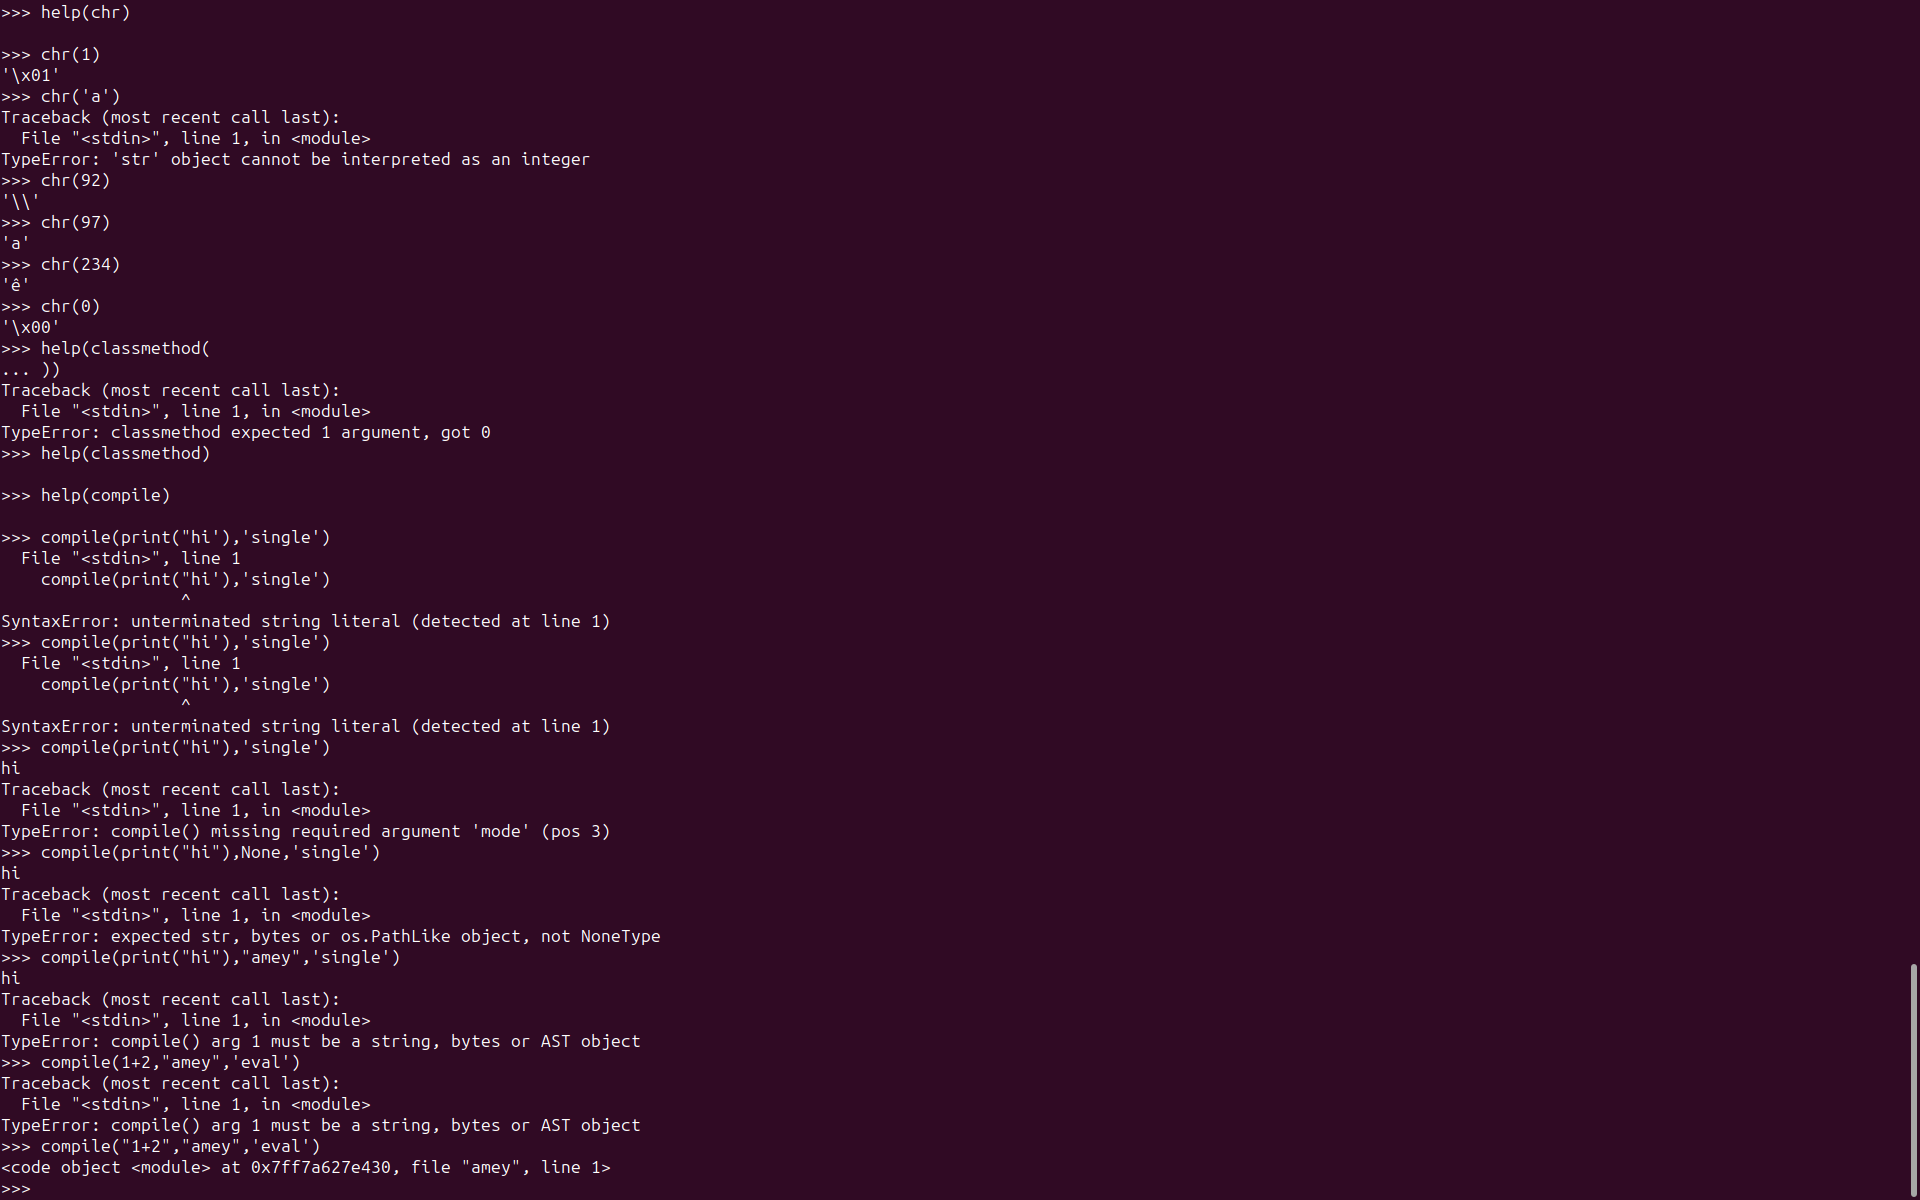 >>> help(chr)

>>> chr(1)
'\x01'
>>> chr('a')
Traceback (most recent call last):
  File "<stdin>", line 1, in <module>
TypeError: 'str' object cannot be interpreted as an integer
>>> chr(92)
'\\'
>>> chr(97)
'a'
>>> chr(234)
'ê'
>>> chr(0)
'\x00'
>>> help(classmethod(
... ))
Traceback (most recent call last):
  File "<stdin>", line 1, in <module>
TypeError: classmethod expected 1 argument, got 0
>>> help(classmethod)

>>> help(compile)

>>> compile(print("hi'),'single')
  File "<stdin>", line 1
    compile(print("hi'),'single')
                  ^
SyntaxError: unterminated string literal (detected at line 1)
>>> compile(print("hi'),'single')
  File "<stdin>", line 1
    compile(print("hi'),'single')
                  ^
SyntaxError: unterminated string literal (detected at line 1)
>>> compile(print("hi"),'single')
hi
Traceback (most recent call last):
  File "<stdin>", line 1, in <module>
TypeError: compile() missing required argument 'mode' (pos 3)
>>> compile(print("hi"),None,'single')
hi
Traceback (most recent call last):
  File "<stdin>", line 1, in <module>
TypeError: expected str, bytes or os.PathLike object, not NoneType
>>> compile(print("hi"),"amey",'single')
hi
Traceback (most recent call last):
  File "<stdin>", line 1, in <module>
TypeError: compile() arg 1 must be a string, bytes or AST object
>>> compile(1+2,"amey",'eval')
Traceback (most recent call last):
  File "<stdin>", line 1, in <module>
TypeError: compile() arg 1 must be a string, bytes or AST object
>>> compile("1+2","amey",'eval')
<code object <module> at 0x7ff7a627e430, file "amey", line 1>
>>>